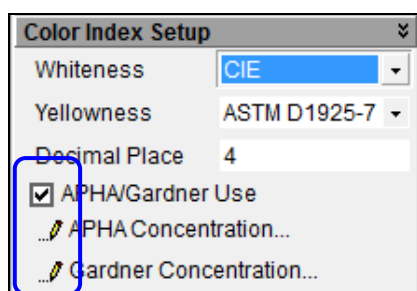 Color Index Setup
Whiteness CIE
Yellowness ASTM D1925-7
Decimal Place 4
APHA/Gardner Use
...APHA Concentration...
...Gardner Concentration...